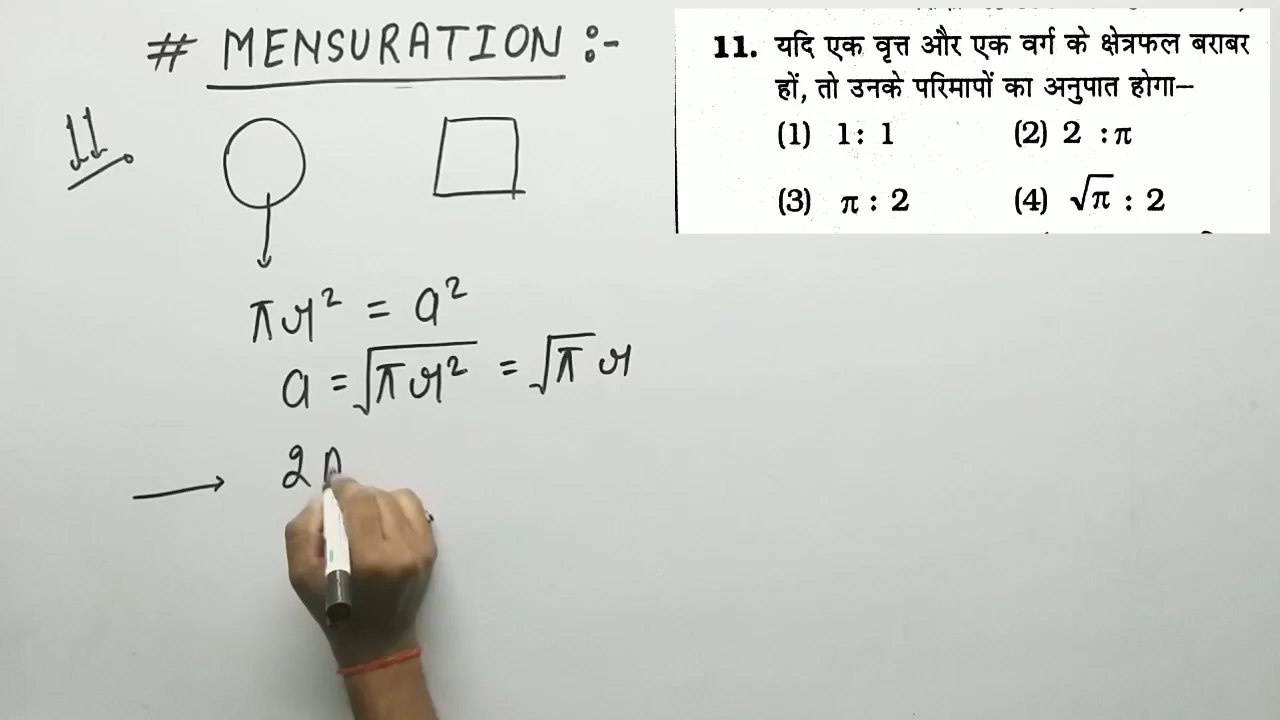 # MENSURATION :-
11.
πr² = a²
a = √πr² = √π r
→ 2
11. यदि एक वृत्त और एक वर्ग के क्षेत्रफल बराबर
हों, तो उनके परिमापों का अनुपात होगा–
(1) 1 : 1 (2) 2 : π
(3) π : 2 (4) √π : 2